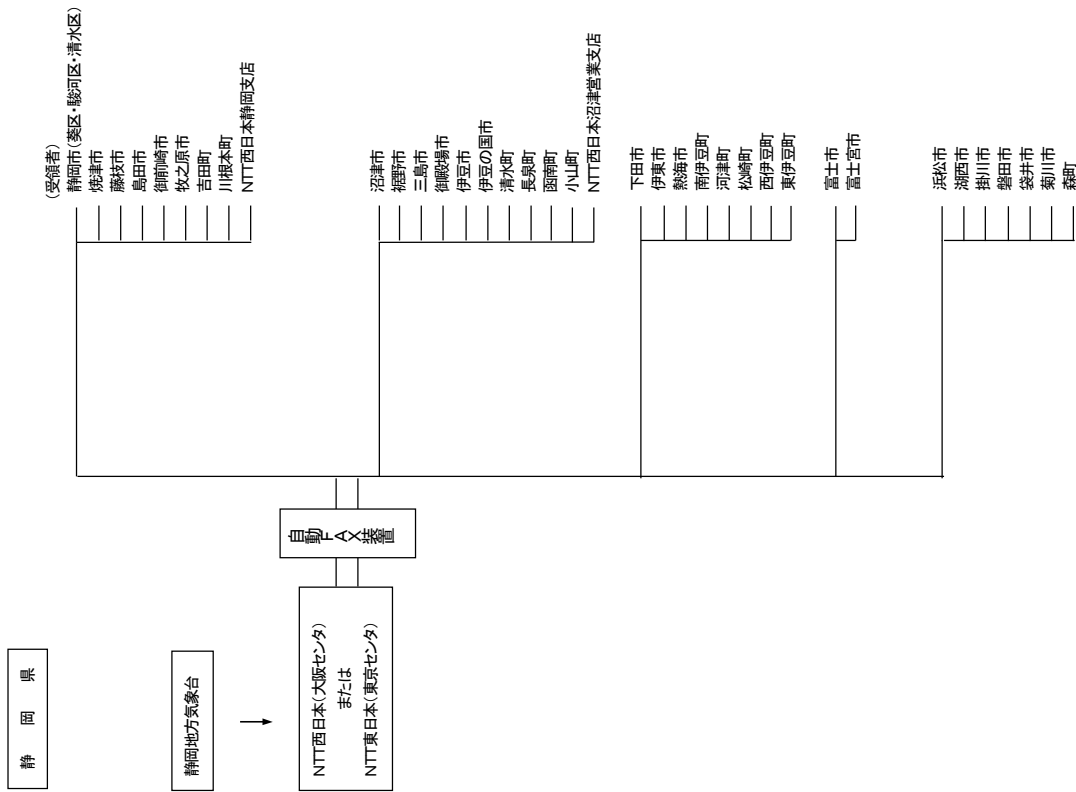 静岡県
静岡地方気象台
NTT西日本(大阪センタ)
または
NTT東日本(東京センタ)
自動FAX装置
(受領者)
静岡市(葵区・駿河区・清水区)
焼津市
藤枝市
島田市
御前崎市
牧之原市
吉田町
川根本町
NTT西日本静岡支店
沼津市
裾野市
三島市
御殿場市
伊豆市
伊豆の国市
清水町
長泉町
函南町
小山町
NTT西日本沼津営業支店
下田市
伊東市
熱海市
南伊豆町
河津町
松崎町
西伊豆町
東伊豆町
富士市
富士宮市
浜松市
湖西市
掛川市
磐田市
袋井市
菊川市
森町